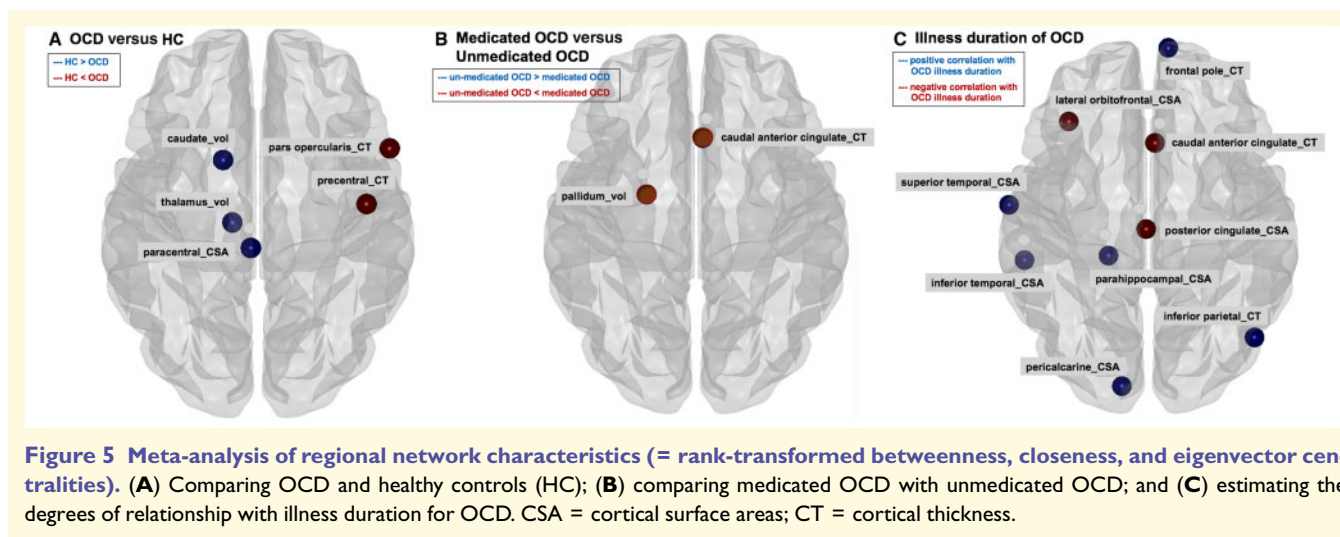 A OCD versus HC
--- HC > OCD
--- HC < OCD
caudate_vol
pars opercularis_CT
precentral_CT
thalamus_vol
paracentral_CSA
B Medicated OCD versus
Unmedicated OCD
--- un-medicated OCD > medicated OCD
--- un-medicated OCD < medicated OCD
caudal anterior cingulate_CT
pallidum_vol
C Illness duration of OCD
--- positive correlation with
OCD illness duration
--- negative correlation with
OCD illness duration
frontal pole_CT
lateral orbitofrontal_CSA
caudal anterior cingulate_CT
superior temporal_CSA
posterior cingulate_CSA
inferior temporal_CSA
parahippocampal_CSA
inferior parietal_CT
pericalcarine_CSA
Figure 5 Meta-analysis of regional network characteristics (= rank-transformed betweenness, closeness, and eigenvector cen
tralities). (A) Comparing OCD and healthy controls (HC); (B) comparing medicated OCD with unmedicated OCD; and (C) estimating the
degrees of relationship with illness duration for OCD. CSA = cortical surface areas; CT = cortical thickness.